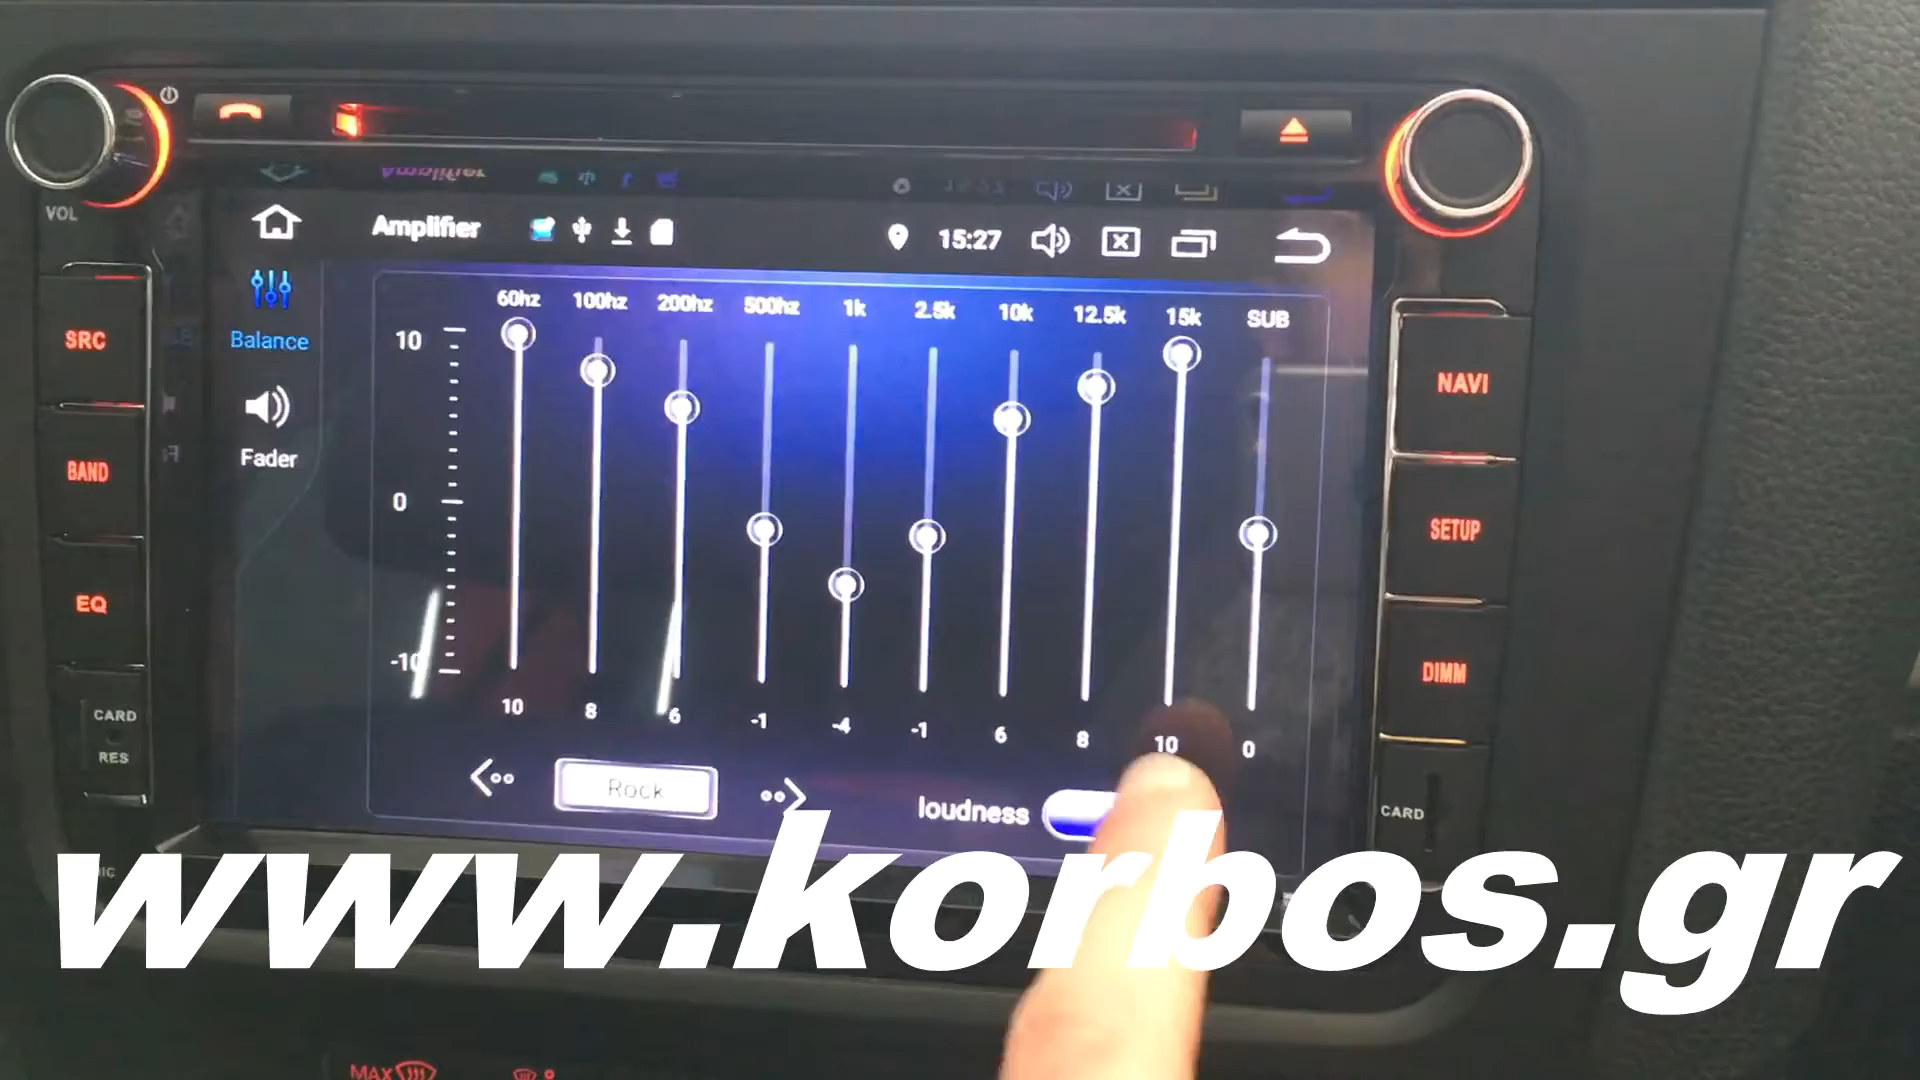 VOL
Amplifier
15:27
SRC
BAND
EQ
CARD
RES
Balance
Fader
60hz 100hz 200hz 500hz 1k 2.5k 10k 12.5k 15k SUB
10
0
-10
10 8 6 -1 -4 -1 6 8 10 0
Rock
loudness
NAVI
SETUP
DIMM
CARD
www.korbos.gr
MAX